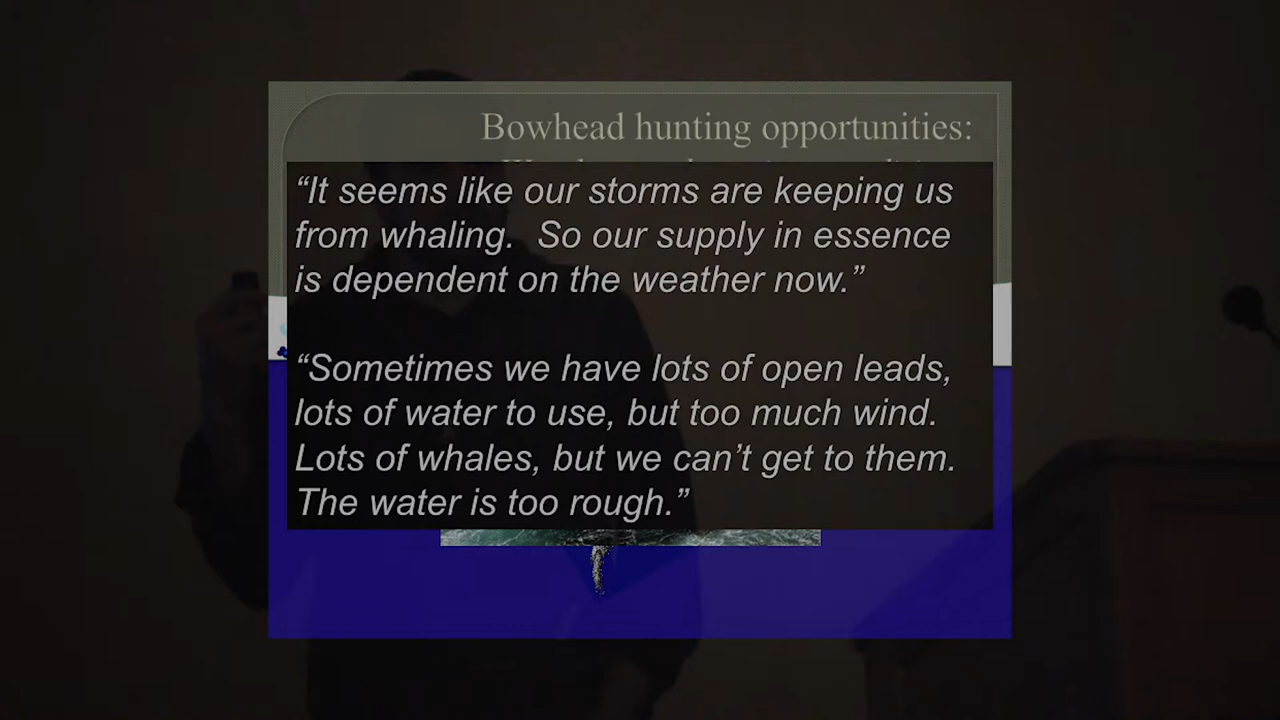 Bowhead hunting opportunities:
“It seems like our storms are keeping us
from whaling.  So our supply in essence
is dependent on the weather now.”
“Sometimes we have lots of open leads,
lots of water to use, but too much wind.
Lots of whales, but we can’t get to them.
The water is too rough.”